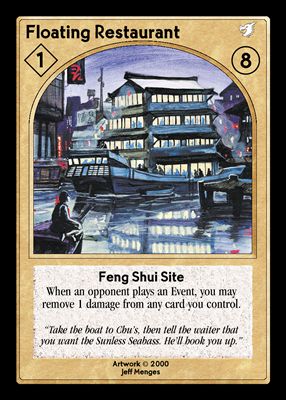 Floating Restaurant
1
8
Feng Shui Site
When an opponent plays an Event, you may
remove 1 damage from any card you control.
"Take the boat to Chu's, then tell the waiter that
you want the Sunless Seabass. He'll hook you up."
Artwork © 2000
Jeff Menges